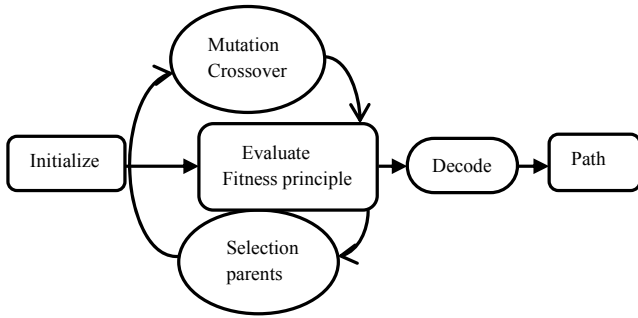 Mutation
Crossover
Initialize
Evaluate
Fitness principle
Decode
Path
Selection
parents